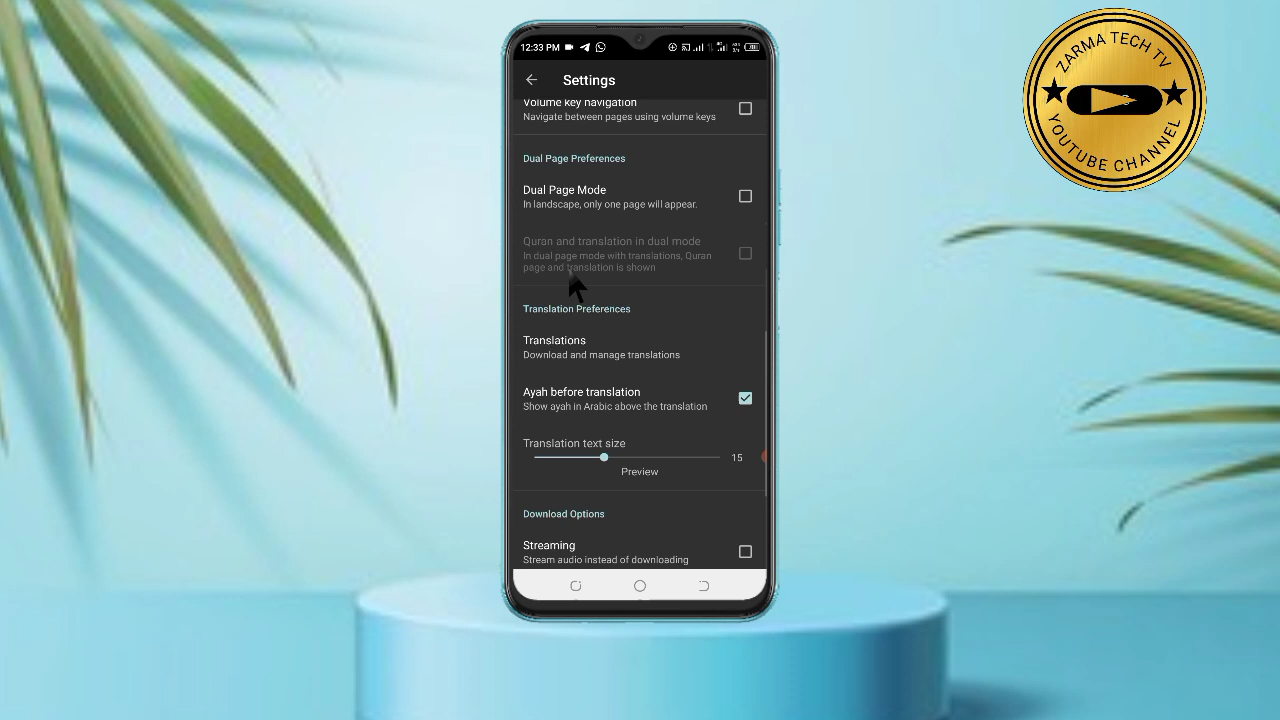 12:33 PM
Settings
Volume key navigation
Navigate between pages using volume keys
Dual Page Preferences
Dual Page Mode
In landscape, only one page will appear.
Quran and translation in dual mode
In dual page mode with translations, Quran
page and translation is shown
Translation Preferences
Translations
Download and manage translations
Ayah before translation
Show ayah in Arabic above the translation
Translation text size
15
Preview
Download Options
Streaming
Stream audio instead of downloading
ZARMA TECH TV
YOUTUBE CHANNEL